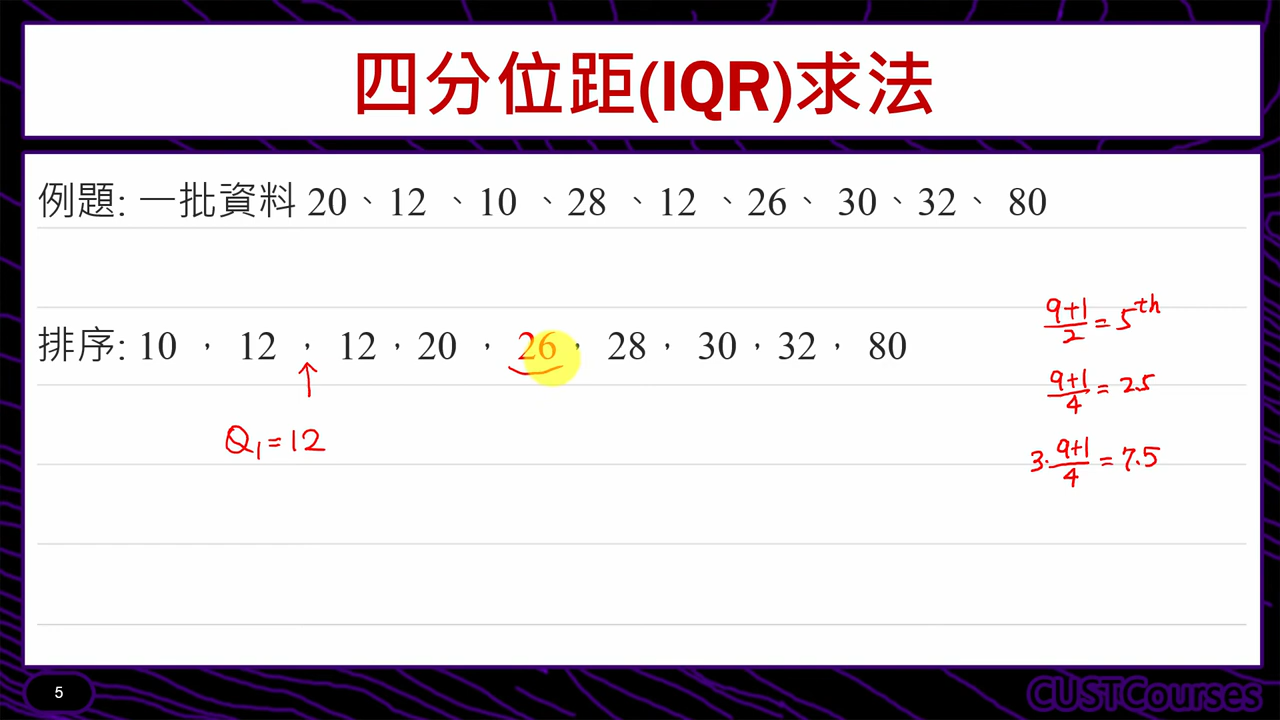 四分位距(IQR)求法
例題: 一批資料 20、12 、10 、28 、12 、26、 30、32、 80
排序: 10 , 12 , 12 , 20 , 26 , 28 , 30 , 32 , 80
Q₁=12
9+1/2 = 5th
9+1/4 = 2.5
3·9+1/4 = 7.5
5
CUSTCourses